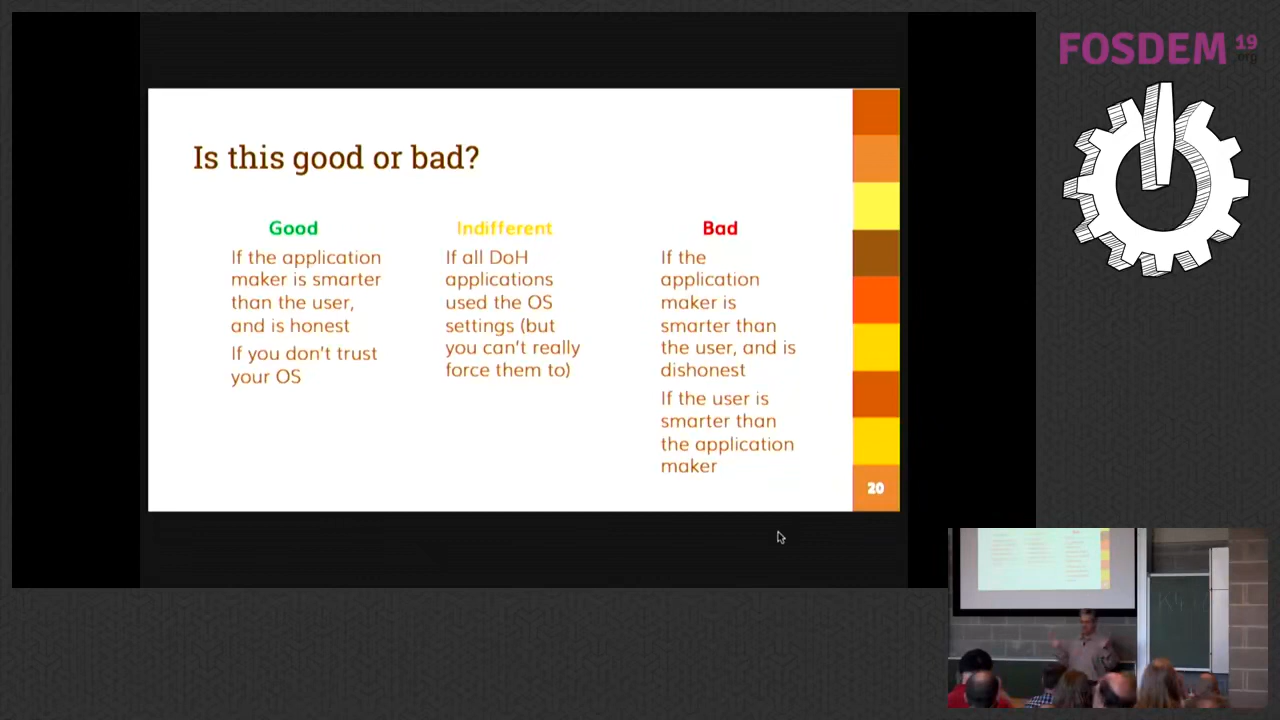 FOSDEM 19
.org
Is this good or bad?
Good
If the application
maker is smarter
than the user,
and is honest
If you don't trust
your OS
Indifferent
If all DoH
applications
used the OS
settings (but
you can't really
force them to)
Bad
If the
application
maker is
smarter than
the user, and is
dishonest
If the user is
smarter than
the application
maker
20